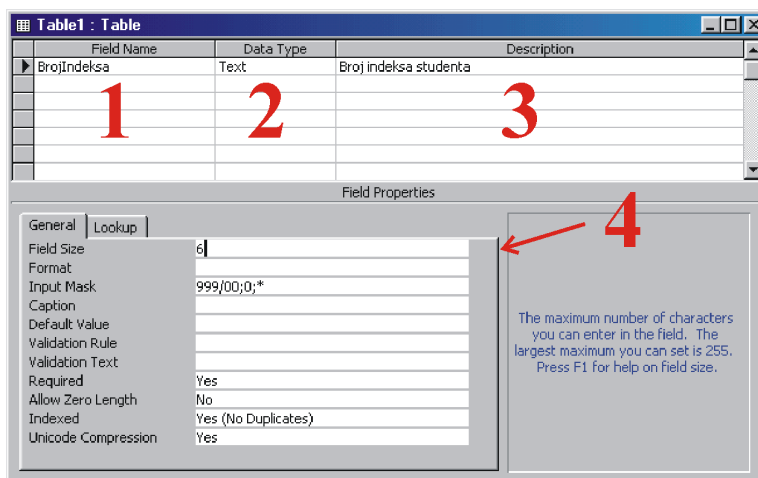 Table1 : Table
Field Name Data Type Description
BrojIndeksa Text Broj indeksa studenta
1 2 3
Field Properties
4
General Lookup
Field Size 6
Format
Input Mask 999/00;0;*
Caption
Default Value
Validation Rule
Validation Text
Required Yes
Allow Zero Length No
Indexed Yes (No Duplicates)
Unicode Compression Yes
The maximum number of characters
you can enter in the field. The
largest maximum you can set is 255.
Press F1 for help on field size.